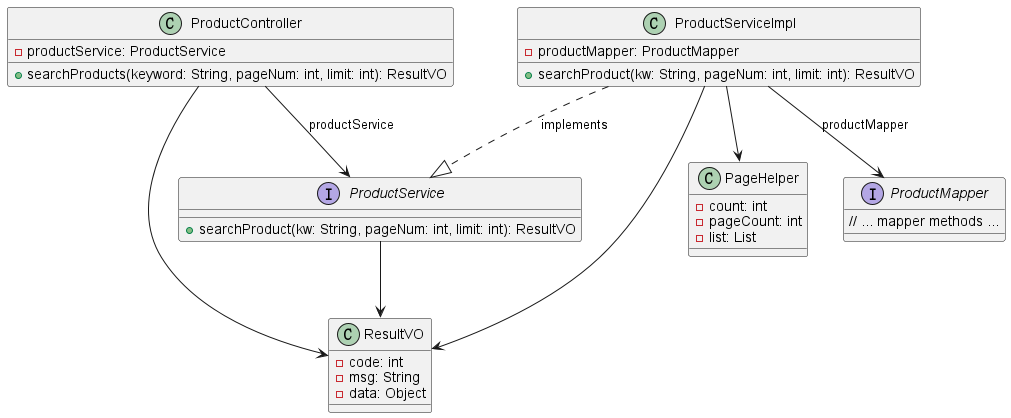 C ProductController
productService: ProductService
searchProducts(keyword: String, pageNum: int, limit: int): ResultVO
C ProductServiceImpl
productMapper: ProductMapper
searchProduct(kw: String, pageNum: int, limit: int): ResultVO
productService
implements
productMapper
I ProductService
searchProduct(kw: String, pageNum: int, limit: int): ResultVO
C PageHelper
count: int
pageCount: int
list: List
I ProductMapper
// ... mapper methods ...
C ResultVO
code: int
msg: String
data: Object